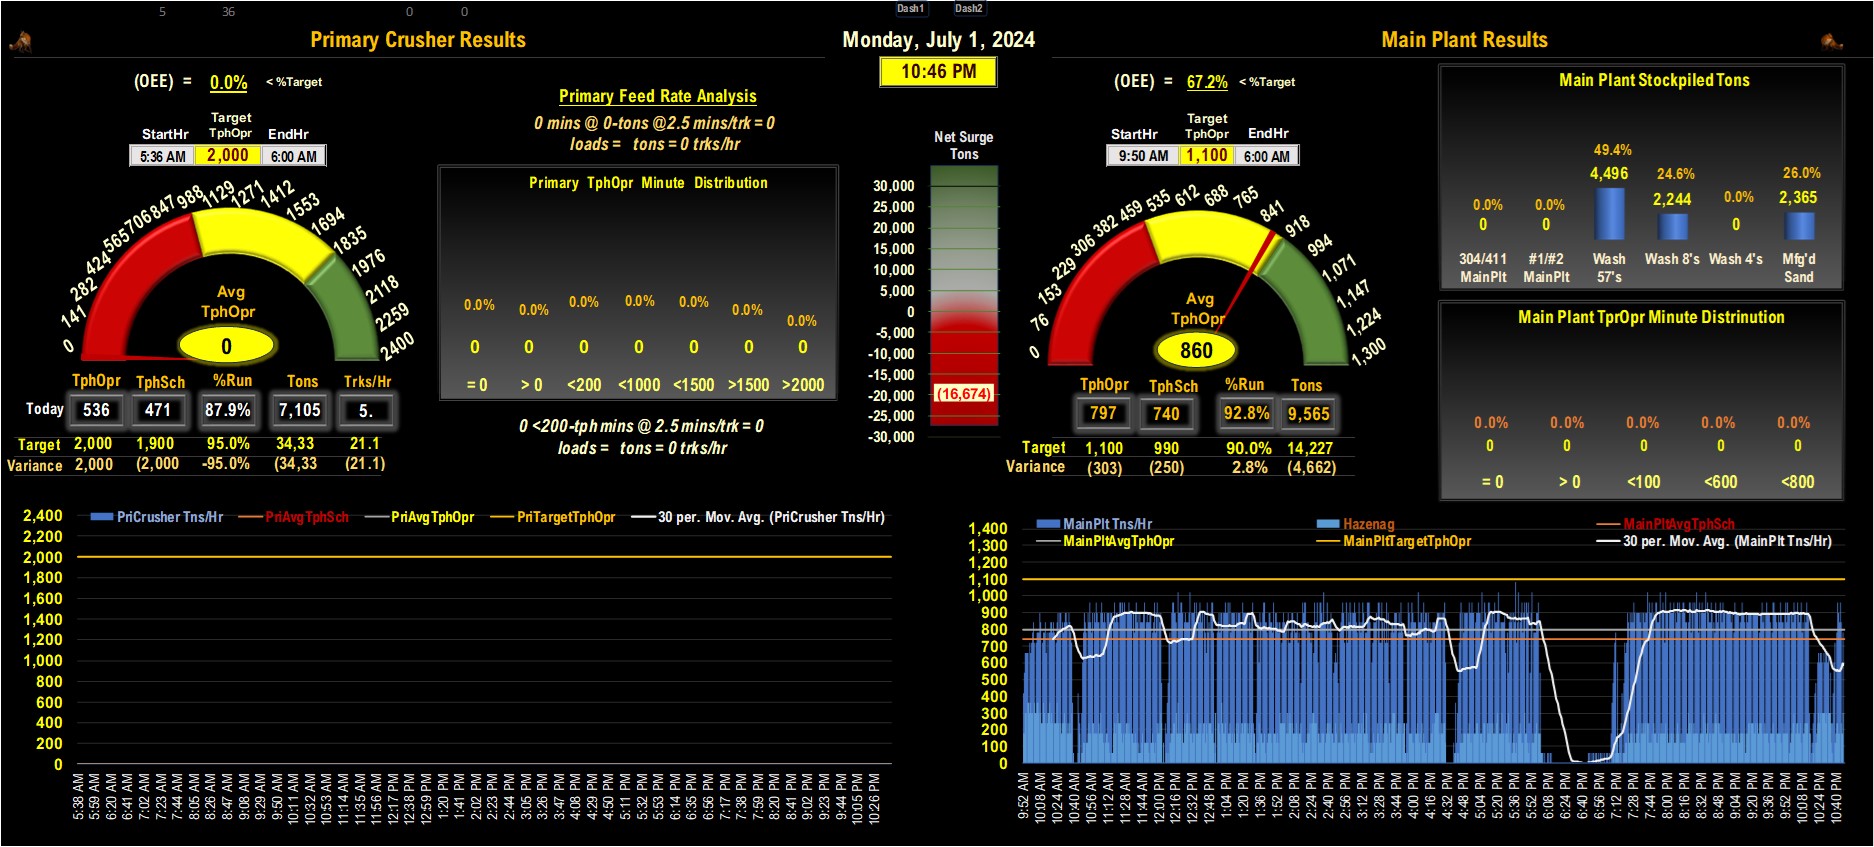 5 36 0 0 Dash1 Dash2
Primary Crusher Results
Monday, July 1, 2024
10:46 PM
Main Plant Results
(OEE) = 0.0% < %Target
Target
TphOpr
StartHr EndHr
5:36 AM 2,000 6:00 AM
0 141 282 424 565 706 847 988 1129 1271 1412 1553 1694 1835 1976 2118 2259 2400
Avg
TphOpr
0
TphOpr TphSch %Run Tons Trks/Hr
Today 536 471 87.9% 7,105 5.
Target 2,000 1,900 95.0% 34,33 21.1
Variance 2,000 (2,000 -95.0% (34,33 (21.1)
Primary Feed Rate Analysis
0 mins @ 0-tons @2.5 mins/trk = 0
loads = tons = 0 trks/hr
Primary TphOpr Minute Distribution
0.0% 0.0% 0.0% 0.0% 0.0% 0.0% 0.0%
0 0 0 0 0 0 0
= 0 > 0 <200 <1000 <1500 >1500 >2000
0 <200-tph mins @ 2.5 mins/trk = 0
loads = tons = 0 trks/hr
Net Surge
Tons
30,000
25,000
20,000
15,000
10,000
5,000
0
-5,000
-10,000
-15,000
-20,000
-25,000
-30,000
(16,674)
(OEE) = 67.2% < %Target
Target
TphOpr
StartHr EndHr
9:50 AM 1,100 6:00 AM
0 76 153 229 306 382 459 535 612 688 765 841 918 994 1,071 1,147 1,224 1,300
Avg
TphOpr
860
TphOpr TphSch %Run Tons
797 740 92.8% 9,565
Target 1,100 990 90.0% 14,227
Variance (303) (250) 2.8% (4,662)
Main Plant Stockpiled Tons
0.0% 0.0% 49.4% 24.6% 0.0% 26.0%
0 0 4,496 2,244 0 2,365
304/411 #1/#2 Wash Wash 8's Wash 4's Mfg'd
MainPlt MainPlt 57's Sand
Main Plant TprOpr Minute Distrinution
0.0% 0.0% 0.0% 0.0% 0.0%
0 0 0 0 0
= 0 > 0 <100 <600 <800
PriCrusher Tns/Hr PriAvgTphSch PriAvgTphOpr PriTargetTphOpr 30 per. Mov. Avg. (PriCrusher Tns/Hr)
2,400
2,200
2,000
1,800
1,600
1,400
1,200
1,000
800
600
400
200
0
5:38 AM 5:59 AM 6:20 AM 6:41 AM 7:02 AM 7:23 AM 7:44 AM 8:05 AM 8:26 AM 8:47 AM 9:08 AM 9:29 AM 9:50 AM 10:11 AM 10:32 AM 10:53 AM 11:14 AM 11:35 AM 11:56 AM 12:17 PM 12:38 PM 12:59 PM 1:20 PM 1:41 PM 2:02 PM 2:23 PM 2:44 PM 3:05 PM 3:26 PM 3:47 PM 4:08 PM 4:29 PM 4:50 PM 5:11 PM 5:32 PM 5:53 PM 6:14 PM 6:35 PM 6:56 PM 7:17 PM 7:38 PM 7:59 PM 8:20 PM 8:41 PM 9:02 PM 9:23 PM 9:44 PM 10:05 PM 10:26 PM
MainPlt Tns/Hr Hazenag MainPltAvgTphSch
MainPltAvgTphOpr MainPltTargetTphOpr 30 per. Mov. Avg. (MainPlt Tns/Hr)
1,400
1,300
1,200
1,100
1,000
900
800
700
600
500
400
300
200
100
0
9:52 AM 10:08 AM 10:24 AM 10:40 AM 10:56 AM 11:12 AM 11:28 AM 11:44 AM 12:00 PM 12:16 PM 12:32 PM 12:48 PM 1:04 PM 1:20 PM 1:36 PM 1:52 PM 2:08 PM 2:24 PM 2:40 PM 2:56 PM 3:12 PM 3:28 PM 3:44 PM 4:00 PM 4:16 PM 4:32 PM 4:48 PM 5:04 PM 5:20 PM 5:36 PM 5:52 PM 6:08 PM 6:24 PM 6:40 PM 6:56 PM 7:12 PM 7:28 PM 7:44 PM 8:00 PM 8:16 PM 8:32 PM 8:48 PM 9:04 PM 9:20 PM 9:36 PM 9:52 PM 10:08 PM 10:24 PM 10:40 PM